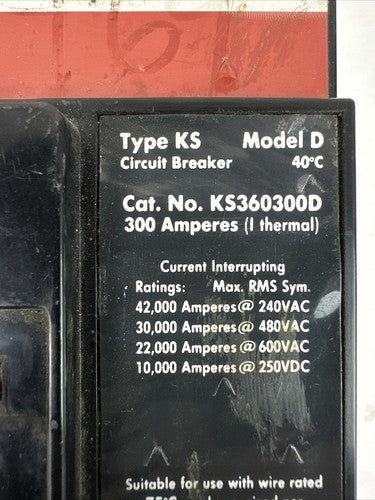 Type KS Model D
Circuit Breaker 40°C
Cat. No. KS360300D
300 Amperes (I thermal)
Current Interrupting
Ratings: Max. RMS Sym.
42,000 Amperes @ 240VAC
30,000 Amperes @ 480VAC
22,000 Amperes @ 600VAC
10,000 Amperes @ 250VDC
Suitable for use with wire rated
75°C